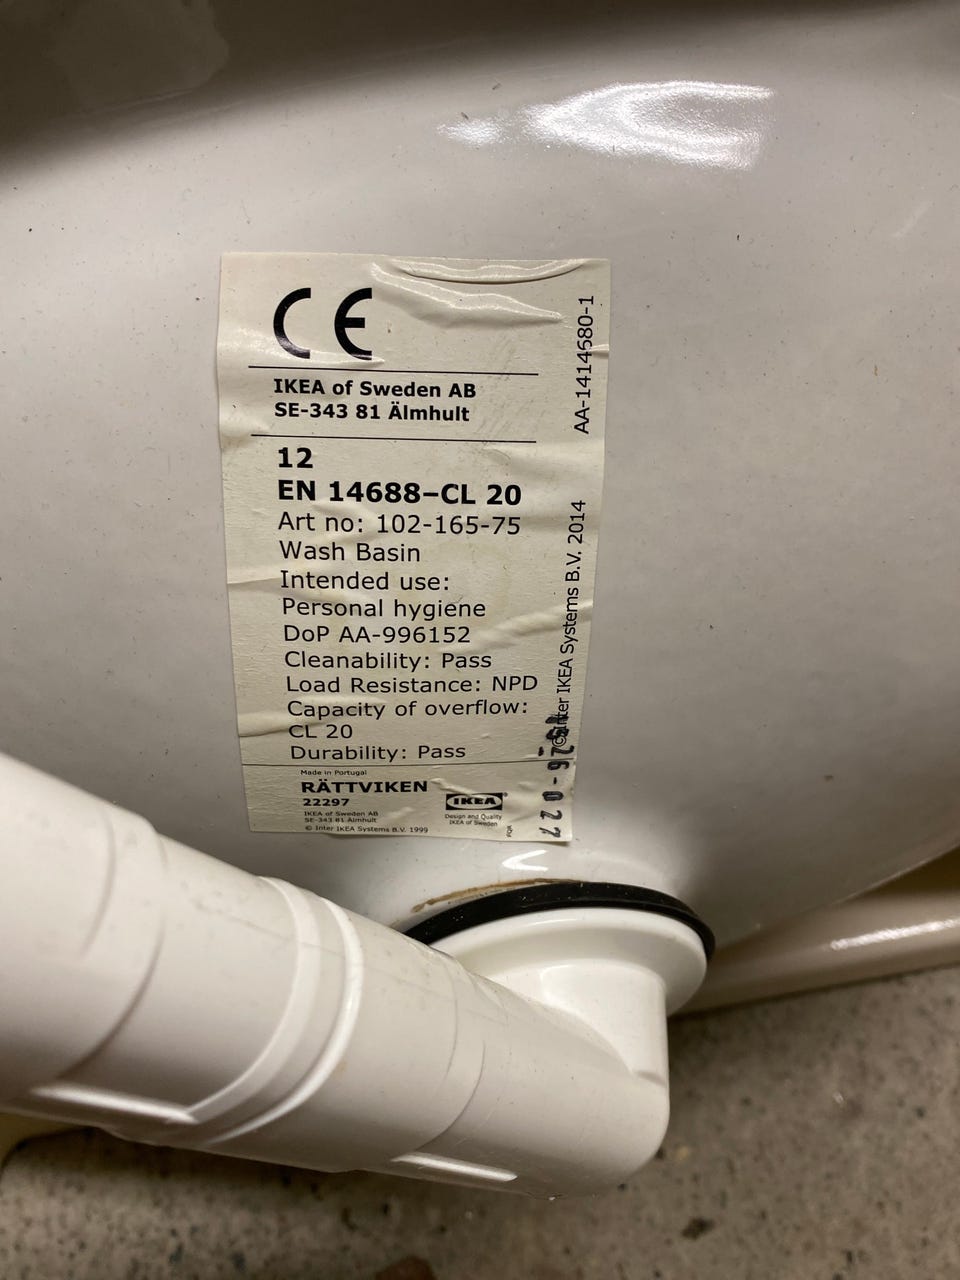 CE
IKEA of Sweden AB
SE-343 81 Älmhult
12
EN 14688–CL 20
Art no: 102-165-75
Wash Basin
Intended use:
Personal hygiene
DoP AA-996152
Cleanability: Pass
Load Resistance: NPD
Capacity of overflow:
CL 20
Durability: Pass
Made in Portugal
RÄTTVIKEN
22297
IKEA of Sweden AB
SE-343 81 Älmhult
© Inter IKEA Systems B.V. 1999
IKEA®
Design and Quality
IKEA of Sweden
PQR
AA-1414680-1
© Inter IKEA Systems B.V. 2014